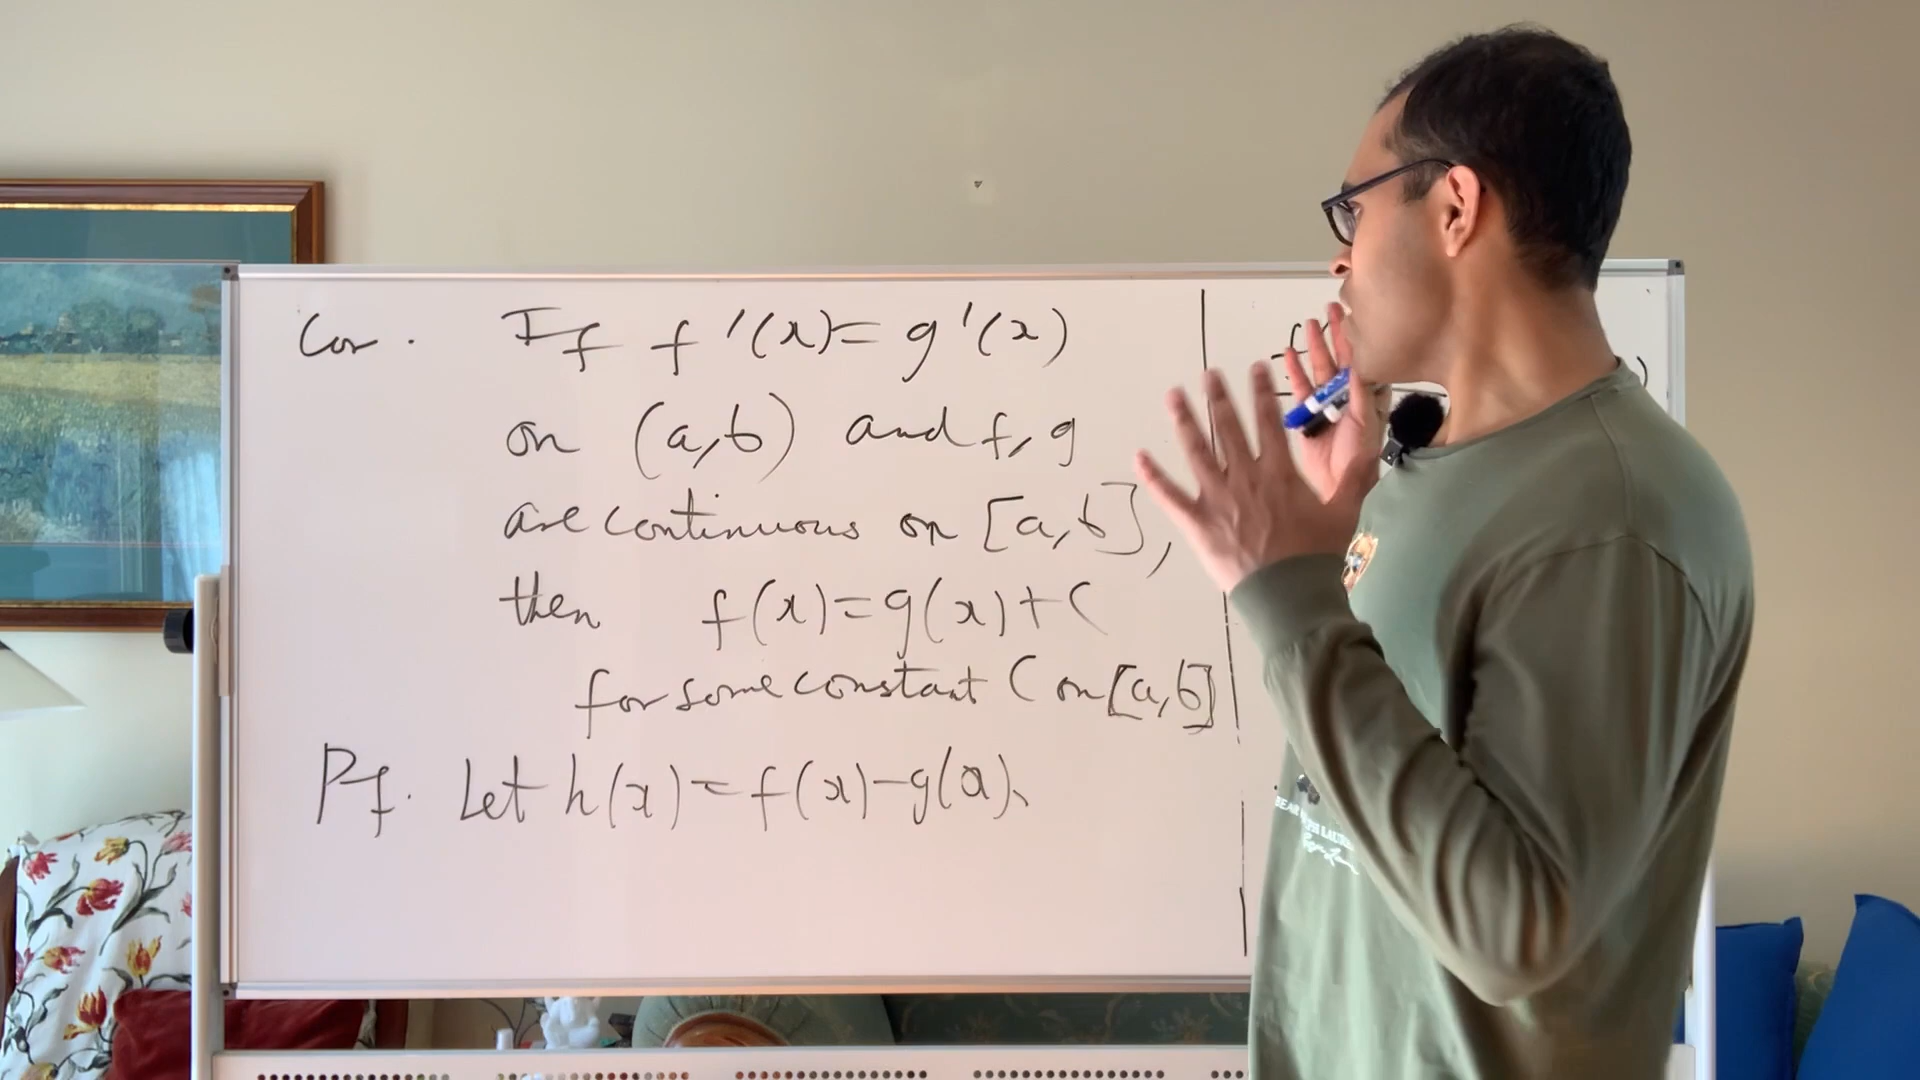 Cor. If f'(x)=g'(x)
on (a,b) and f, g
are continuous on [a,b],
then f(x)=g(x)+C
for some constant C on [a,b]
Pf. Let h(x)=f(x)-g(x).